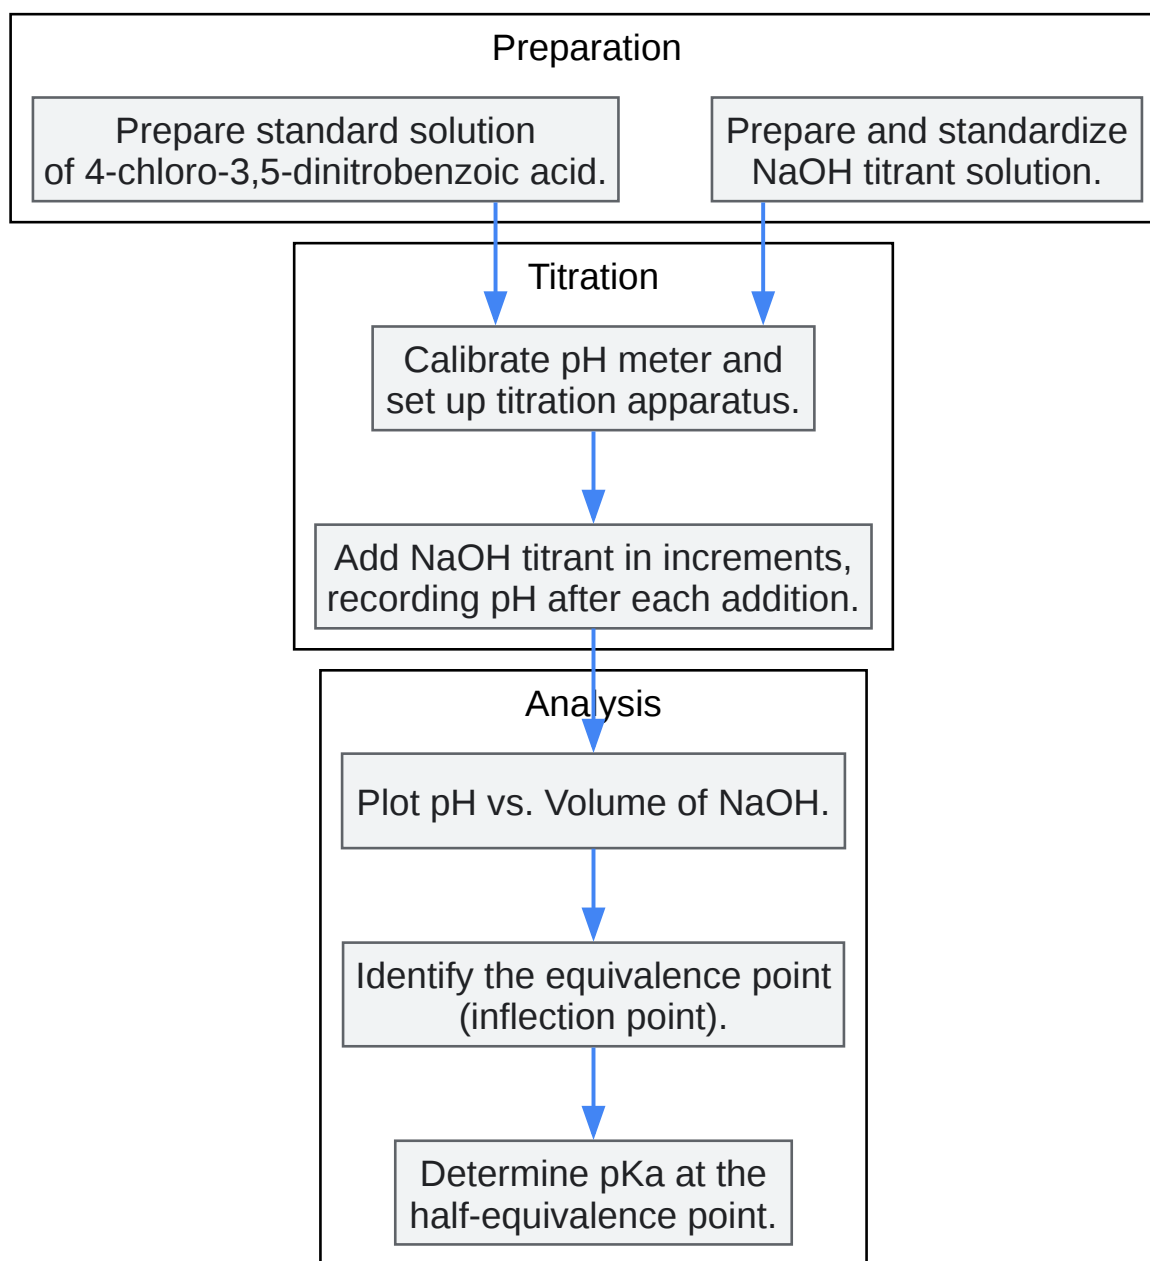 Preparation
Prepare standard solution
of 4-chloro-3,5-dinitrobenzoic acid.
Prepare and standardize
NaOH titrant solution.
Titration
Calibrate pH meter and
set up titration apparatus.
Add NaOH titrant in increments,
recording pH after each addition.
Analysis
Plot pH vs. Volume of NaOH.
Identify the equivalence point
(inflection point).
Determine pKa at the
half-equivalence point.